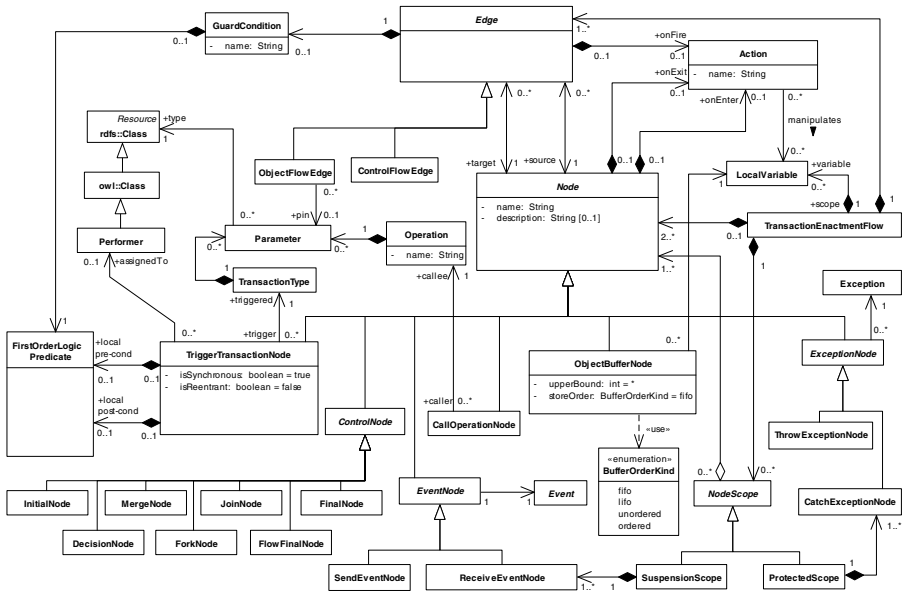 GuardCondition
- name: String
1
0..1
0..1
Edge
1..*
0..1
+onFire
0..1
Action
- name: String
+onExit
0..1
+onEnter
0..1
manipulates
0..*
Resource
rdfs::Class
+type
1
owl::Class
Performer
0..1
+assignedTo
ObjectFlowEdge
ControlFlowEdge
0..*
0..*
+target
1
+source
1
0..1
0..1
0..*
+pin
0..1
Node
- name: String
- description: String [0..1]
LocalVariable
1
+variable
0..*
+scope
1
1
TransactionEnactmentFlow
0..1
2..*
1
1..*
0..*
Parameter
0..*
0..*
1
Operation
- name: String
+callee
1
TransactionType
1
+triggered
1
+trigger
0..*
0..*
Exception
1
0..*
1
FirstOrderLogic
Predicate
+local
pre-cond
0..1
0..1
+local
post-cond
0..1
0..1
TriggerTransactionNode
- isSynchronous: boolean = true
- isReentrant: boolean = false
ObjectBufferNode
- upperBound: int = *
- storeOrder: BufferOrderKind = fifo
0..*
ExceptionNode
ControlNode
+caller
0..*
CallOperationNode
«use»
ThrowExceptionNode
«enumeration»
BufferOrderKind
fifo
lifo
unordered
ordered
0..*
0..*
NodeScope
CatchExceptionNode
1..*
InitialNode
MergeNode
JoinNode
FinalNode
EventNode
1
1
Event
DecisionNode
ForkNode
FlowFinalNode
SendEventNode
ReceiveEventNode
1..*
1
SuspensionScope
ProtectedScope
1